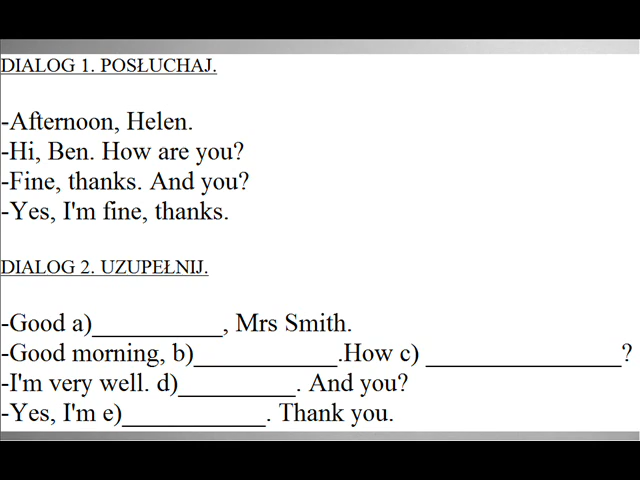 DIALOG 1. POSŁUCHAJ.
-Afternoon, Helen.
-Hi, Ben. How are you?
-Fine, thanks. And you?
-Yes, I'm fine, thanks.
DIALOG 2. UZUPEŁNIJ.
-Good a)__________, Mrs Smith.
-Good morning, b)___________.How c) _______________?
-I'm very well. d)_________. And you?
-Yes, I'm e)___________. Thank you.